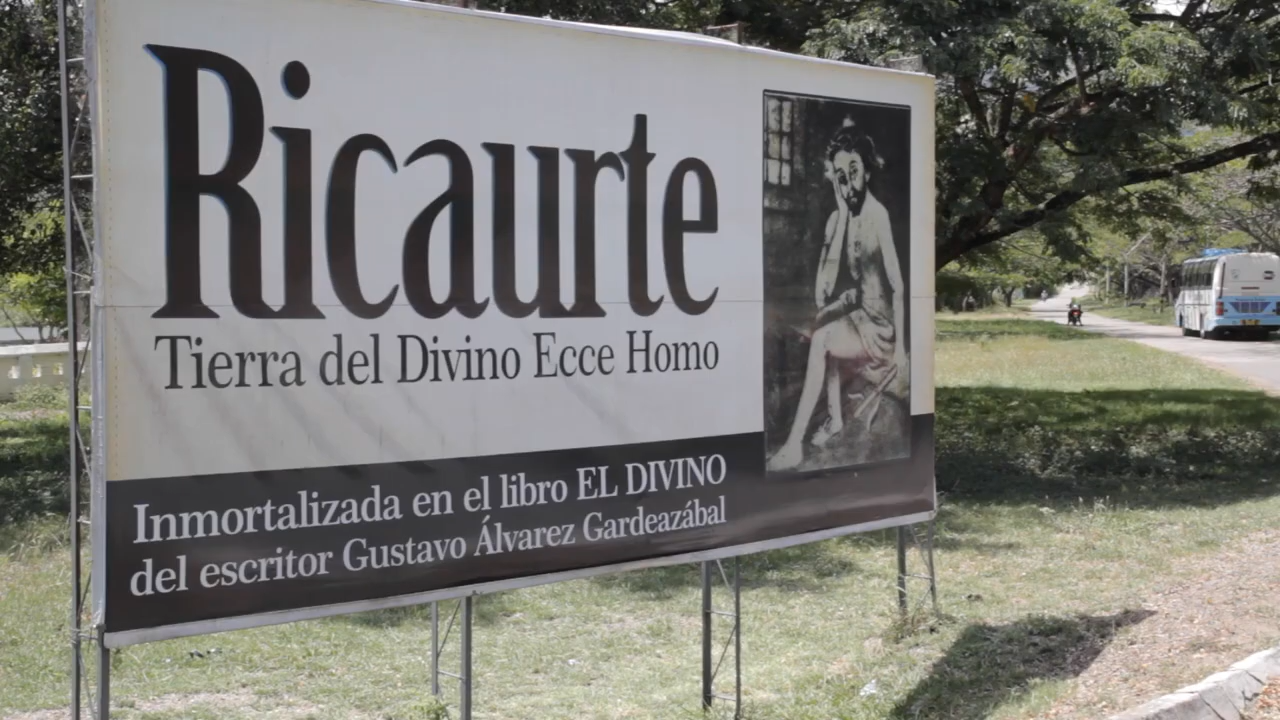 Ricaurte
Tierra del Divino Ecce Homo
Inmortalizada en el libro EL DIVINO
del escritor Gustavo Álvarez Gardeazábal